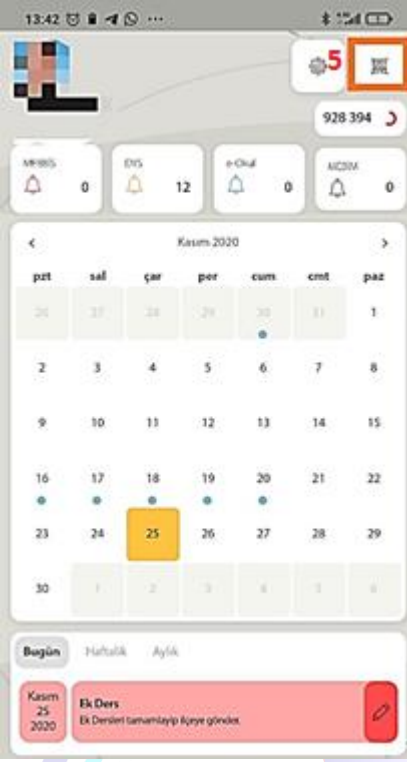 13:42
5
928 394
MEBBİS
DYS
e-Okul
0
12
0
0
Kasım 2020
pzt sal çar per cum cmt paz
26 27 28 29 30 31 1
2 3 4 5 6 7 8
9 10 11 12 13 14 15
16 17 18 19 20 21 22
23 24 25 26 27 28 29
30 1 2 3 4 5 6
Bugün Haftalık Aylık
Kasım
25
2020
Ek Ders
Ek Dersleri tamamlayıp ilçeye gönder.